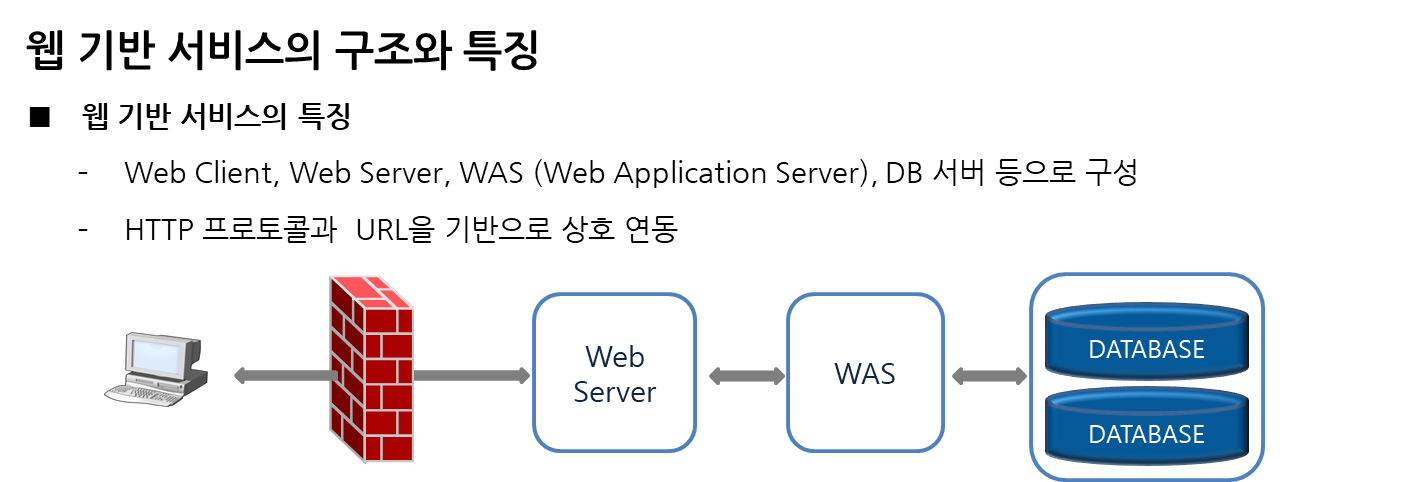 웹 기반 서비스의 구조와 특징
■ 웹 기반 서비스의 특징
- Web Client, Web Server, WAS (Web Application Server), DB 서버 등으로 구성
- HTTP 프로토콜과  URL을 기반으로 상호 연동
Web
Server
WAS
DATABASE
DATABASE